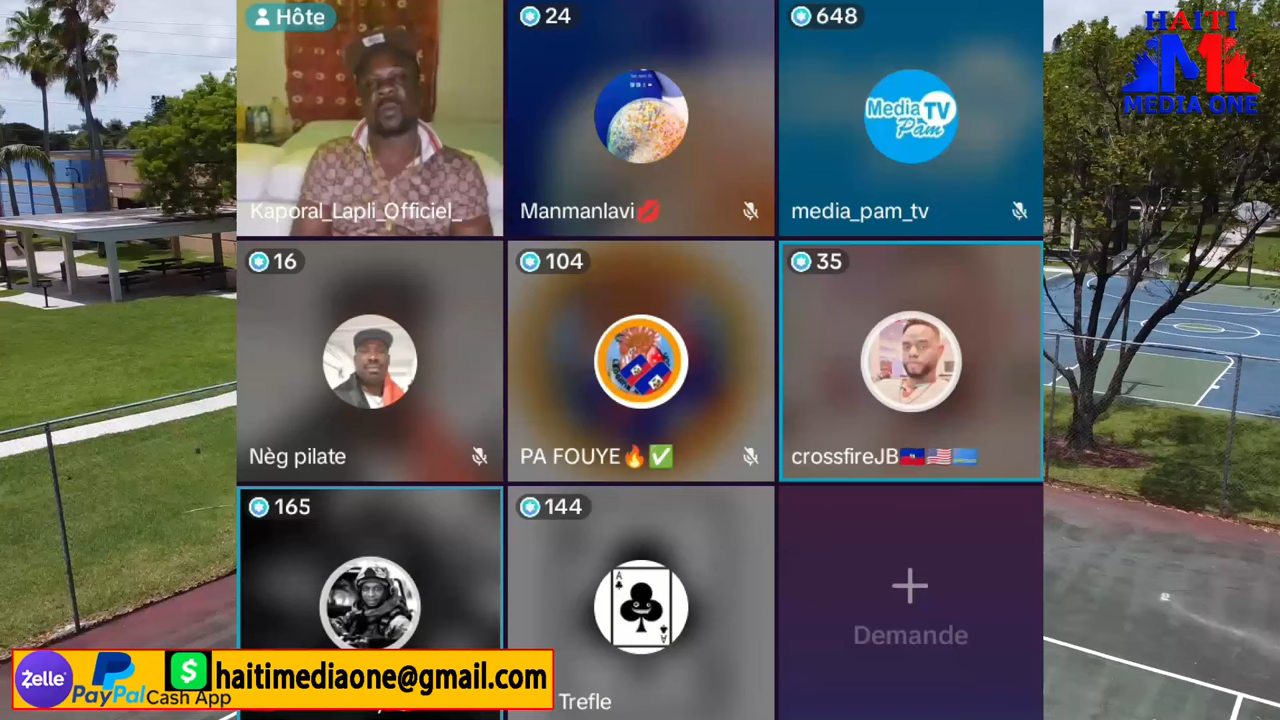 Hôte
24
648
HAITI
M
MEDIA ONE
Media TV
Pam
Kaporal_Lapli_Officiel_
Manmanlavi💋
media_pam_tv
16
104
35
Nèg pilate
PA FOUYE🔥✅
crossfireJB🇭🇹🇺🇸🇦🇼
165
144
A
A
Demande
Zelle
PayPal
$
Cash App
haitimediaone@gmail.com
Trefle